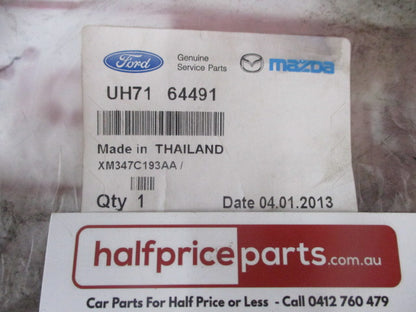 Ford Genuine Service Parts mazda
UH71 64491
Made in THAILAND
XM347C193AA /
Qty 1 Date 04.01.2013
halfpriceparts.com.au
Car Parts For Half Price or Less - Call 0412 760 479